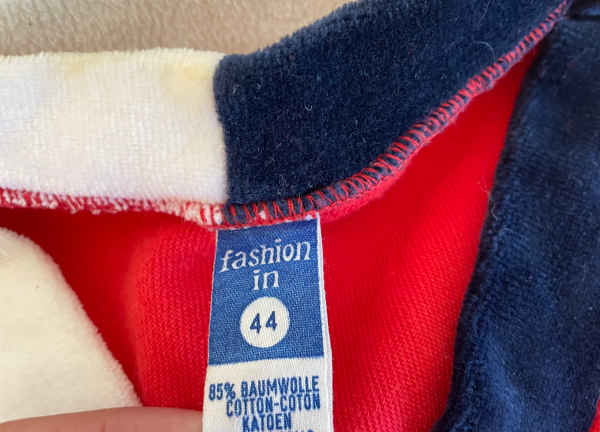 fashion
in
44
85% BAUMWOLLE
COTTON-COTON
KATOEN